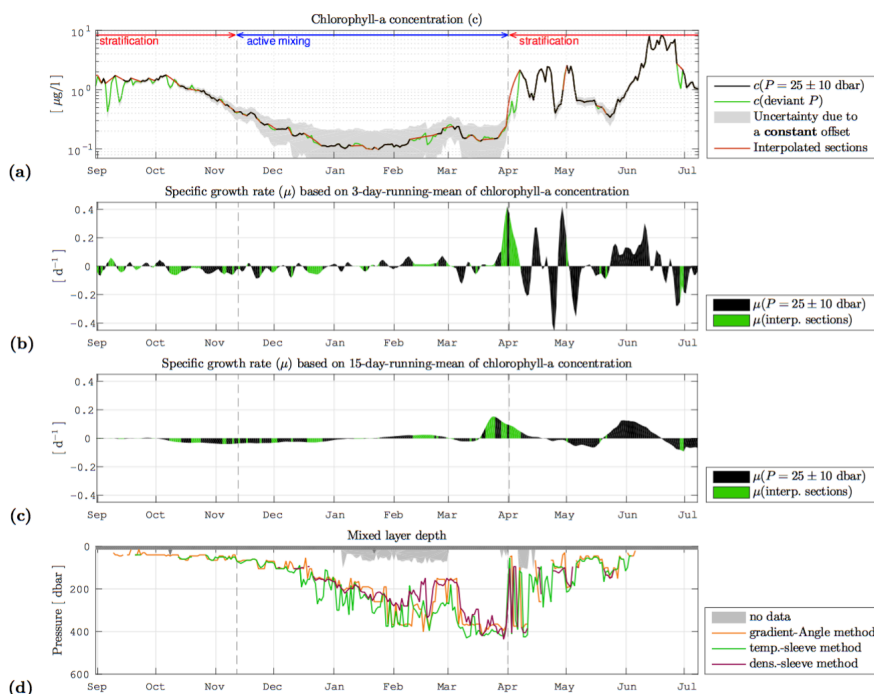 Chlorophyll-a concentration (c)
stratification
active mixing
stratification
[ µg/l ]
10¹
10⁰
10⁻¹
Sep Oct Nov Dec Jan Feb Mar Apr May Jun Jul
c(P = 25 ± 10 dbar)
c(deviant P)
Uncertainty due to
a constant offset
Interpolated sections
(a)
Specific growth rate (µ) based on 3-day-running-mean of chlorophyll-a concentration
[ d⁻¹ ]
0.4
0.2
0
-0.2
-0.4
Sep Oct Nov Dec Jan Feb Mar Apr May Jun Jul
µ(P = 25 ± 10 dbar)
µ(interp. sections)
(b)
Specific growth rate (µ) based on 15-day-running-mean of chlorophyll-a concentration
[ d⁻¹ ]
0.4
0.2
0
-0.2
-0.4
Sep Oct Nov Dec Jan Feb Mar Apr May Jun Jul
µ(P = 25 ± 10 dbar)
µ(interp. sections)
(c)
Mixed layer depth
Pressure [ dbar ]
0
200
400
600
Sep Oct Nov Dec Jan Feb Mar Apr May Jun Jul
no data
gradient-Angle method
temp.-sleeve method
dens.-sleeve method
(d)